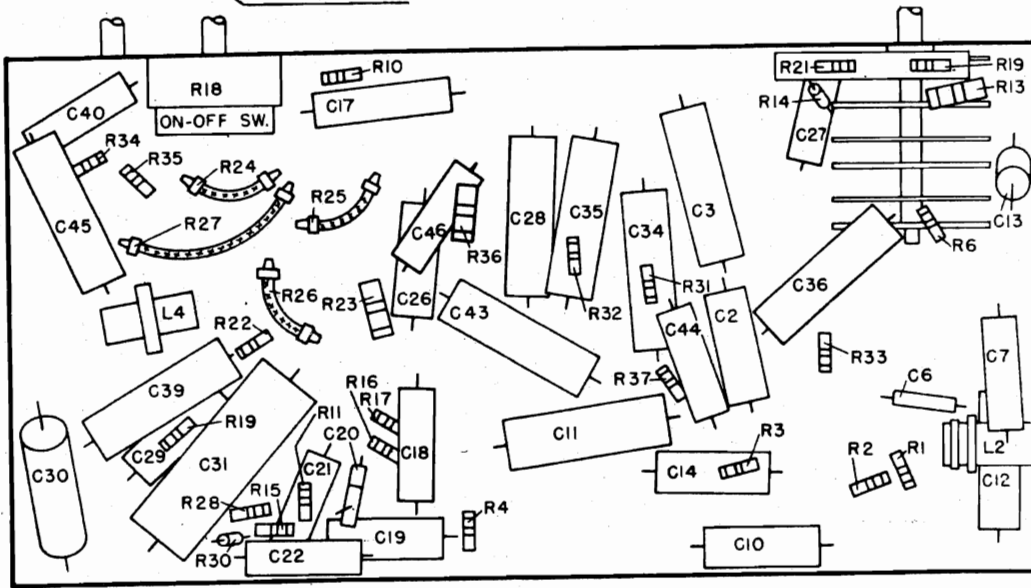 R10
R21
R19
R13
R18
C40
C17
R14
ON-OFF SW.
C27
R34
R35
R24
R25
C45
R27
C46
C28
C35
C34
C3
C13
R6
R36
R26
R23
C26
C43
R32
R31
C36
L4
R22
C44
C2
R33
C7
R37
C39
R16
R17
R11
C20
C6
R19
C29
C31
C21
C18
C11
R3
C14
R2
R1
L2
C30
R28
R15
C12
R4
R30
C22
C19
C10